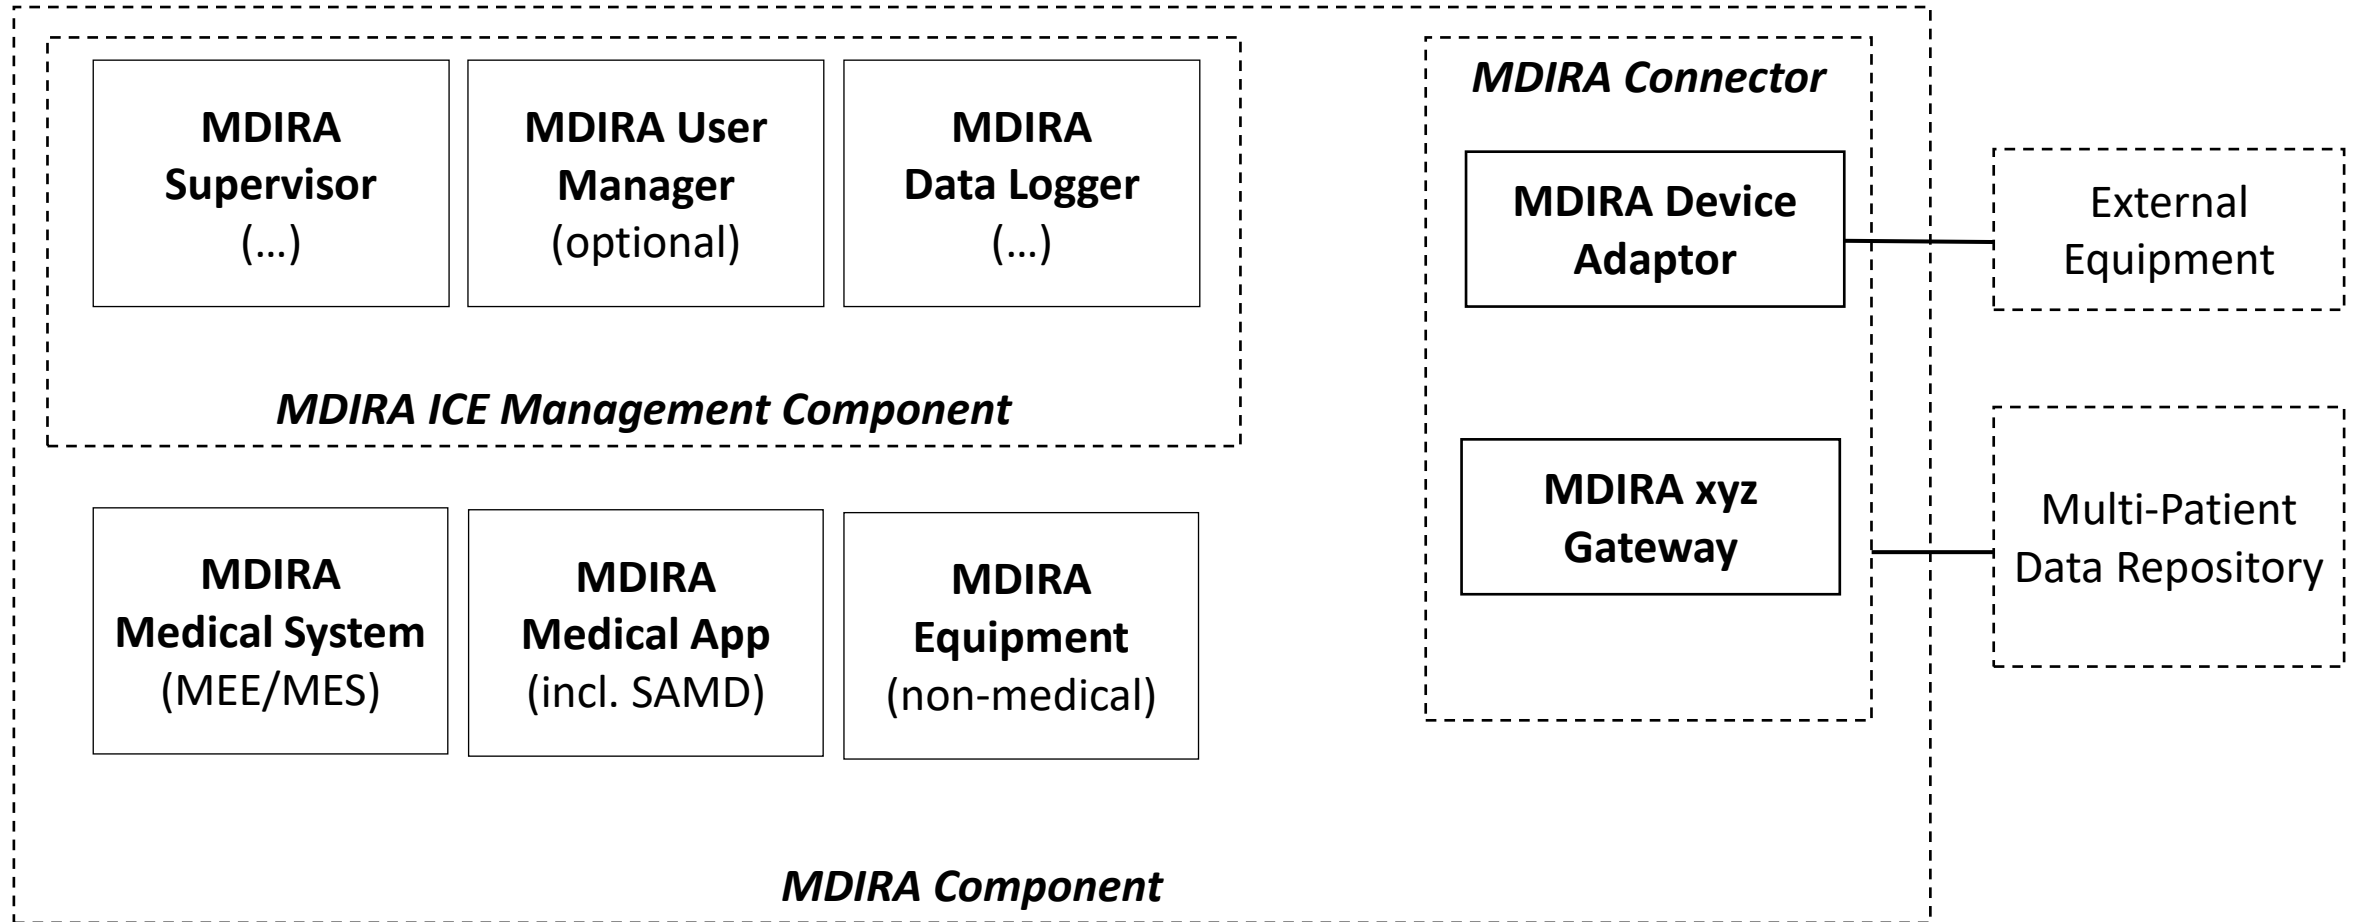 MDIRA
Supervisor
(…)
MDIRA User
Manager
(optional)
MDIRA
Data Logger
(…)
MDIRA ICE Management Component
MDIRA Connector
MDIRA Device
Adaptor
External
Equipment
MDIRA xyz
Gateway
Multi-Patient
Data Repository
MDIRA
Medical System
(MEE/MES)
MDIRA
Medical App
(incl. SAMD)
MDIRA
Equipment
(non-medical)
MDIRA Component